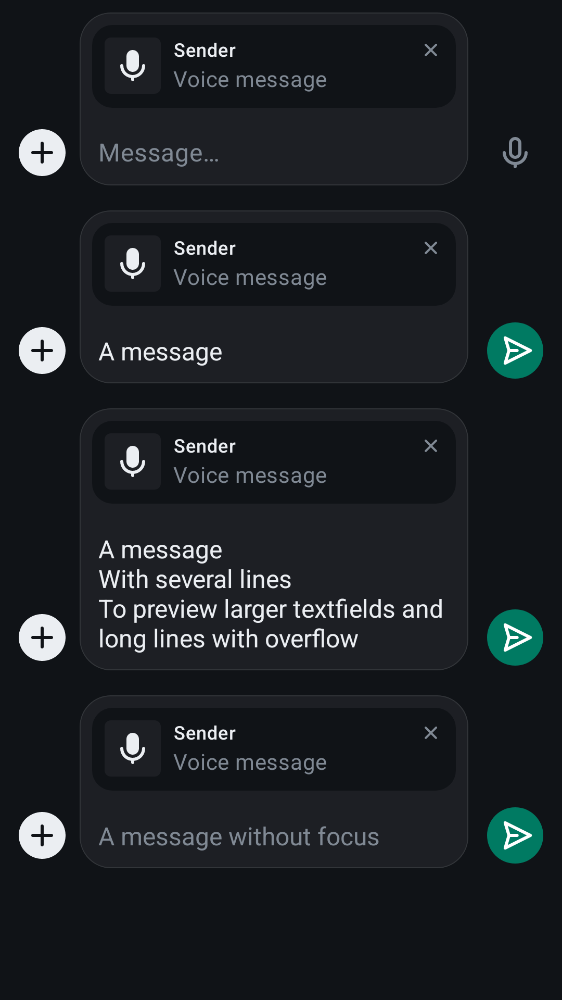 Sender
Voice message
Message…
Sender
Voice message
A message
Sender
Voice message
A message
With several lines
To preview larger textfields and
long lines with overflow
Sender
Voice message
A message without focus